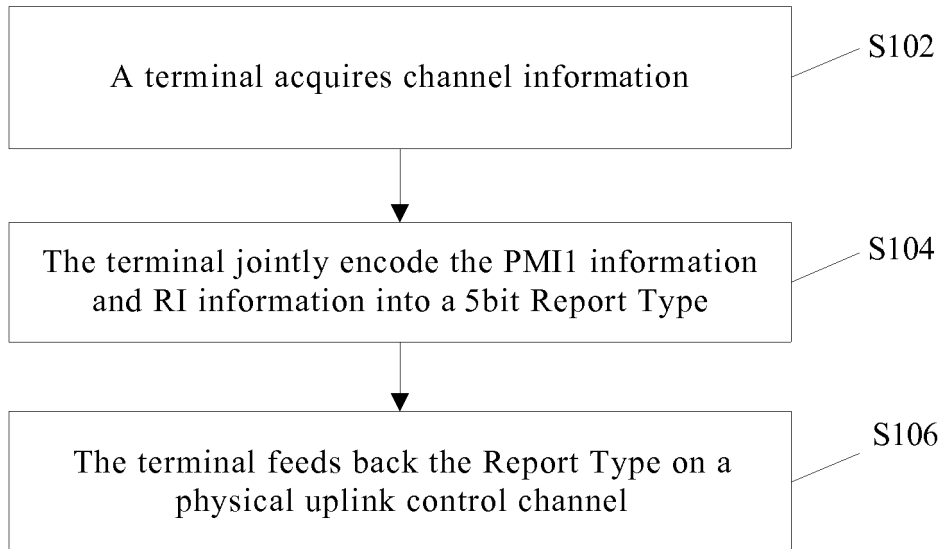 A terminal acquires channel information
S102
The terminal jointly encode the PMI1 information
and RI information into a 5bit Report Type
S104
The terminal feeds back the Report Type on a
physical uplink control channel
S106